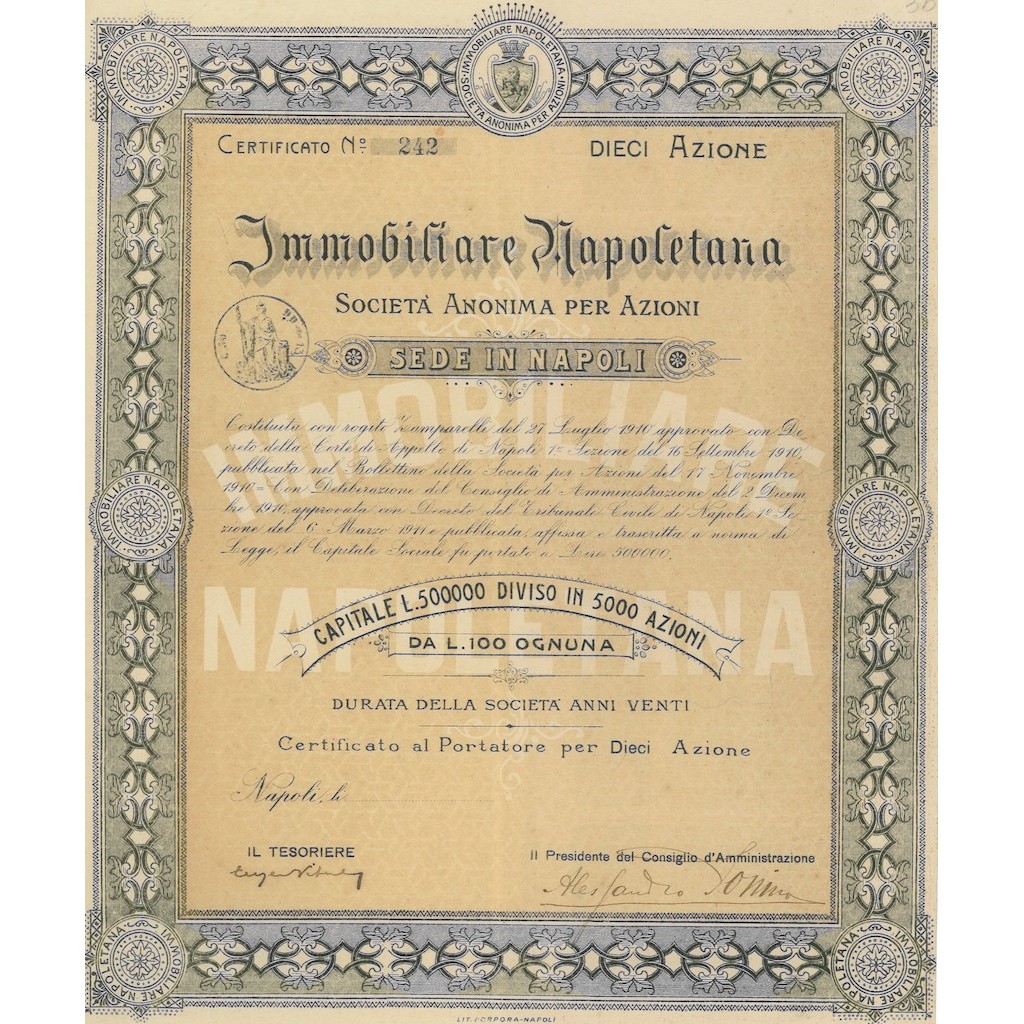 IMMOBILIARE NAPOLETANA
SOCIETÀ ANONIMA PER AZIONI
IMMOBILIARE NAPOLETANA
IMMOBILIARE NAPOLETANA
CERTIFICATO Nº 242
DIECI AZIONE
Immobiliare Napoletana
SOCIETÀ ANONIMA PER AZIONI
SEDE IN NAPOLI
Costituita con rogito Zamparelli del 27 Luglio 1910, approvato con De
creto della Corte di Appello di Napoli 1ª Sezione del 16 Settembre 1910,
pubblicata nel Bollettino della Società per Azioni del 17 Novembre
1910 = Con Deliberazione del Consiglio di Amministrazione del 2 Dicem
bre 1910, approvata con Decreto del Tribunale Civile di Napoli 1ª Se
zione del 6 Marzo 1911 e pubblicata, affissa e trascritta a norma di
Legge, il Capitale Sociale fu portato a Lire 500000.
IMMOBILIARE
NAPOLETANA
IMMOBILIARE NAPOLETANA
IMMOBILIARE NAPOLETANA
CAPITALE L.500000 DIVISO IN 5000 AZIONI
DA L.100 OGNUNA
DURATA DELLA SOCIETÀ ANNI VENTI
Certificato al Portatore per Dieci Azione
Napoli, li
IL TESORIERE
Il Presidente del Consiglio d'Amministrazione
Alessandro
IMMOBILIARE NAPOLETANA
IMMOBILIARE NAPOLETANA
LIT. PORPORA-NAPOLI